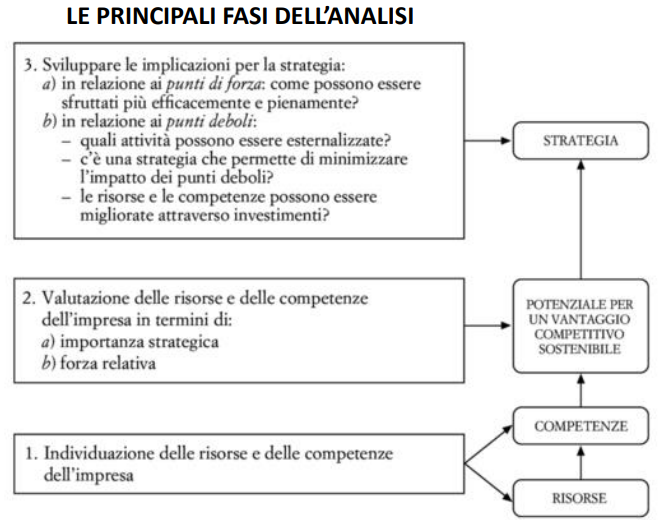 LE PRINCIPALI FASI DELL’ANALISI
3. Sviluppare le implicazioni per la strategia:
a) in relazione ai punti di forza: come possono essere
sfruttati più efficacemente e pienamente?
b) in relazione ai punti deboli:
– quali attività possono essere esternalizzate?
– c’è una strategia che permette di minimizzare
l’impatto dei punti deboli?
– le risorse e le competenze possono essere
migliorate attraverso investimenti?
STRATEGIA
2. Valutazione delle risorse e delle competenze
dell’impresa in termini di:
a) importanza strategica
b) forza relativa
POTENZIALE PER
UN VANTAGGIO
COMPETITIVO
SOSTENIBILE
1. Individuazione delle risorse e delle competenze
dell’impresa
COMPETENZE
RISORSE